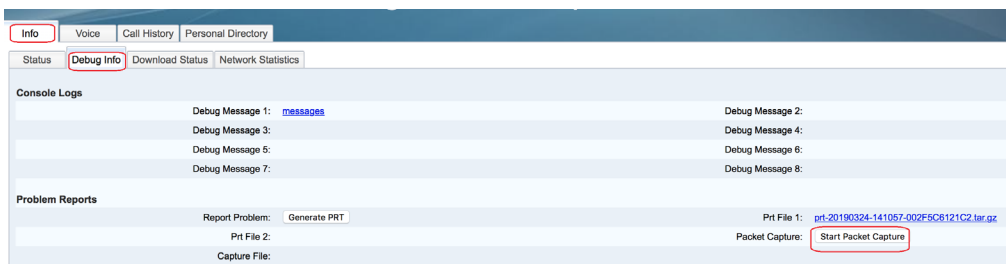 Info Voice Call History Personal Directory
Status Debug Info Download Status Network Statistics
Console Logs
Debug Message 1: messages Debug Message 2:
Debug Message 3: Debug Message 4:
Debug Message 5: Debug Message 6:
Debug Message 7: Debug Message 8:
Problem Reports
Report Problem: Generate PRT Prt File 1: prt-20190324-141057-002F5C6121C2.tar.gz
Prt File 2: Packet Capture: Start Packet Capture
Capture File: